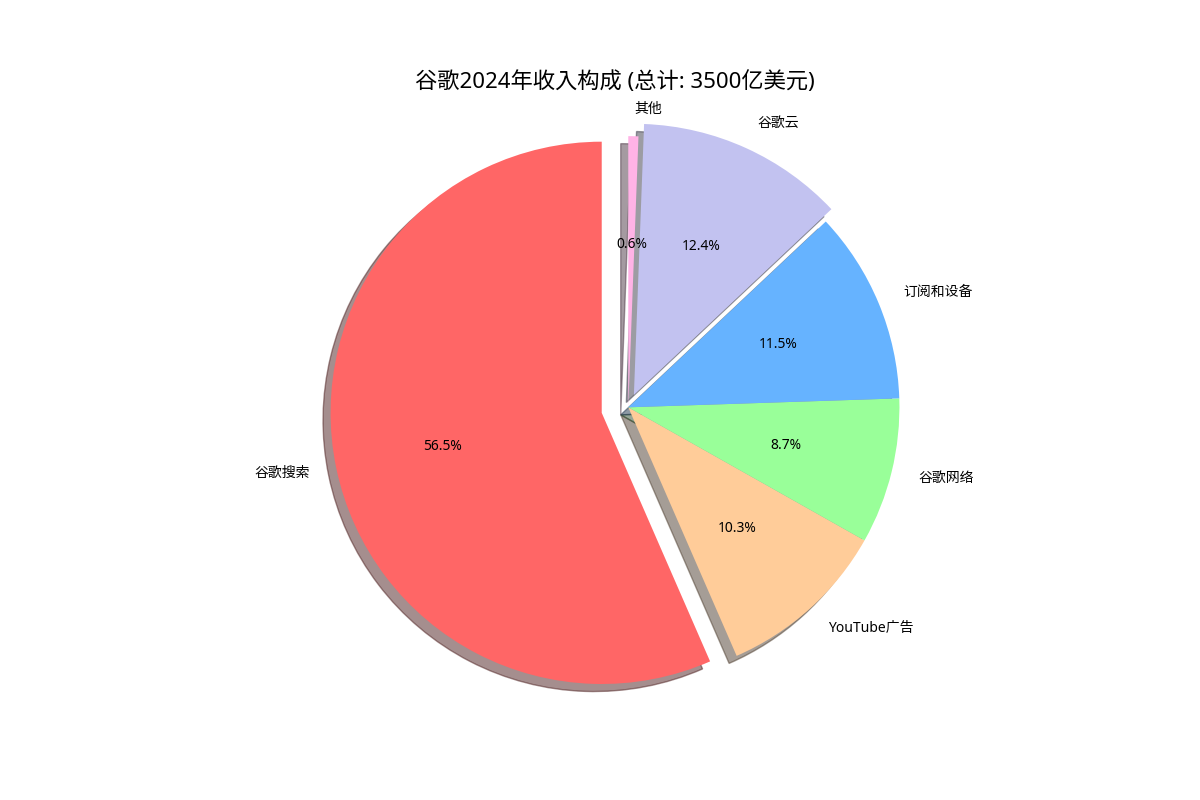 谷歌2024年收入构成 (总计: 3500亿美元)
其他
谷歌云
0.6%
12.4%
订阅和设备
11.5%
56.5%
8.7%
谷歌搜索
谷歌网络
10.3%
YouTube广告